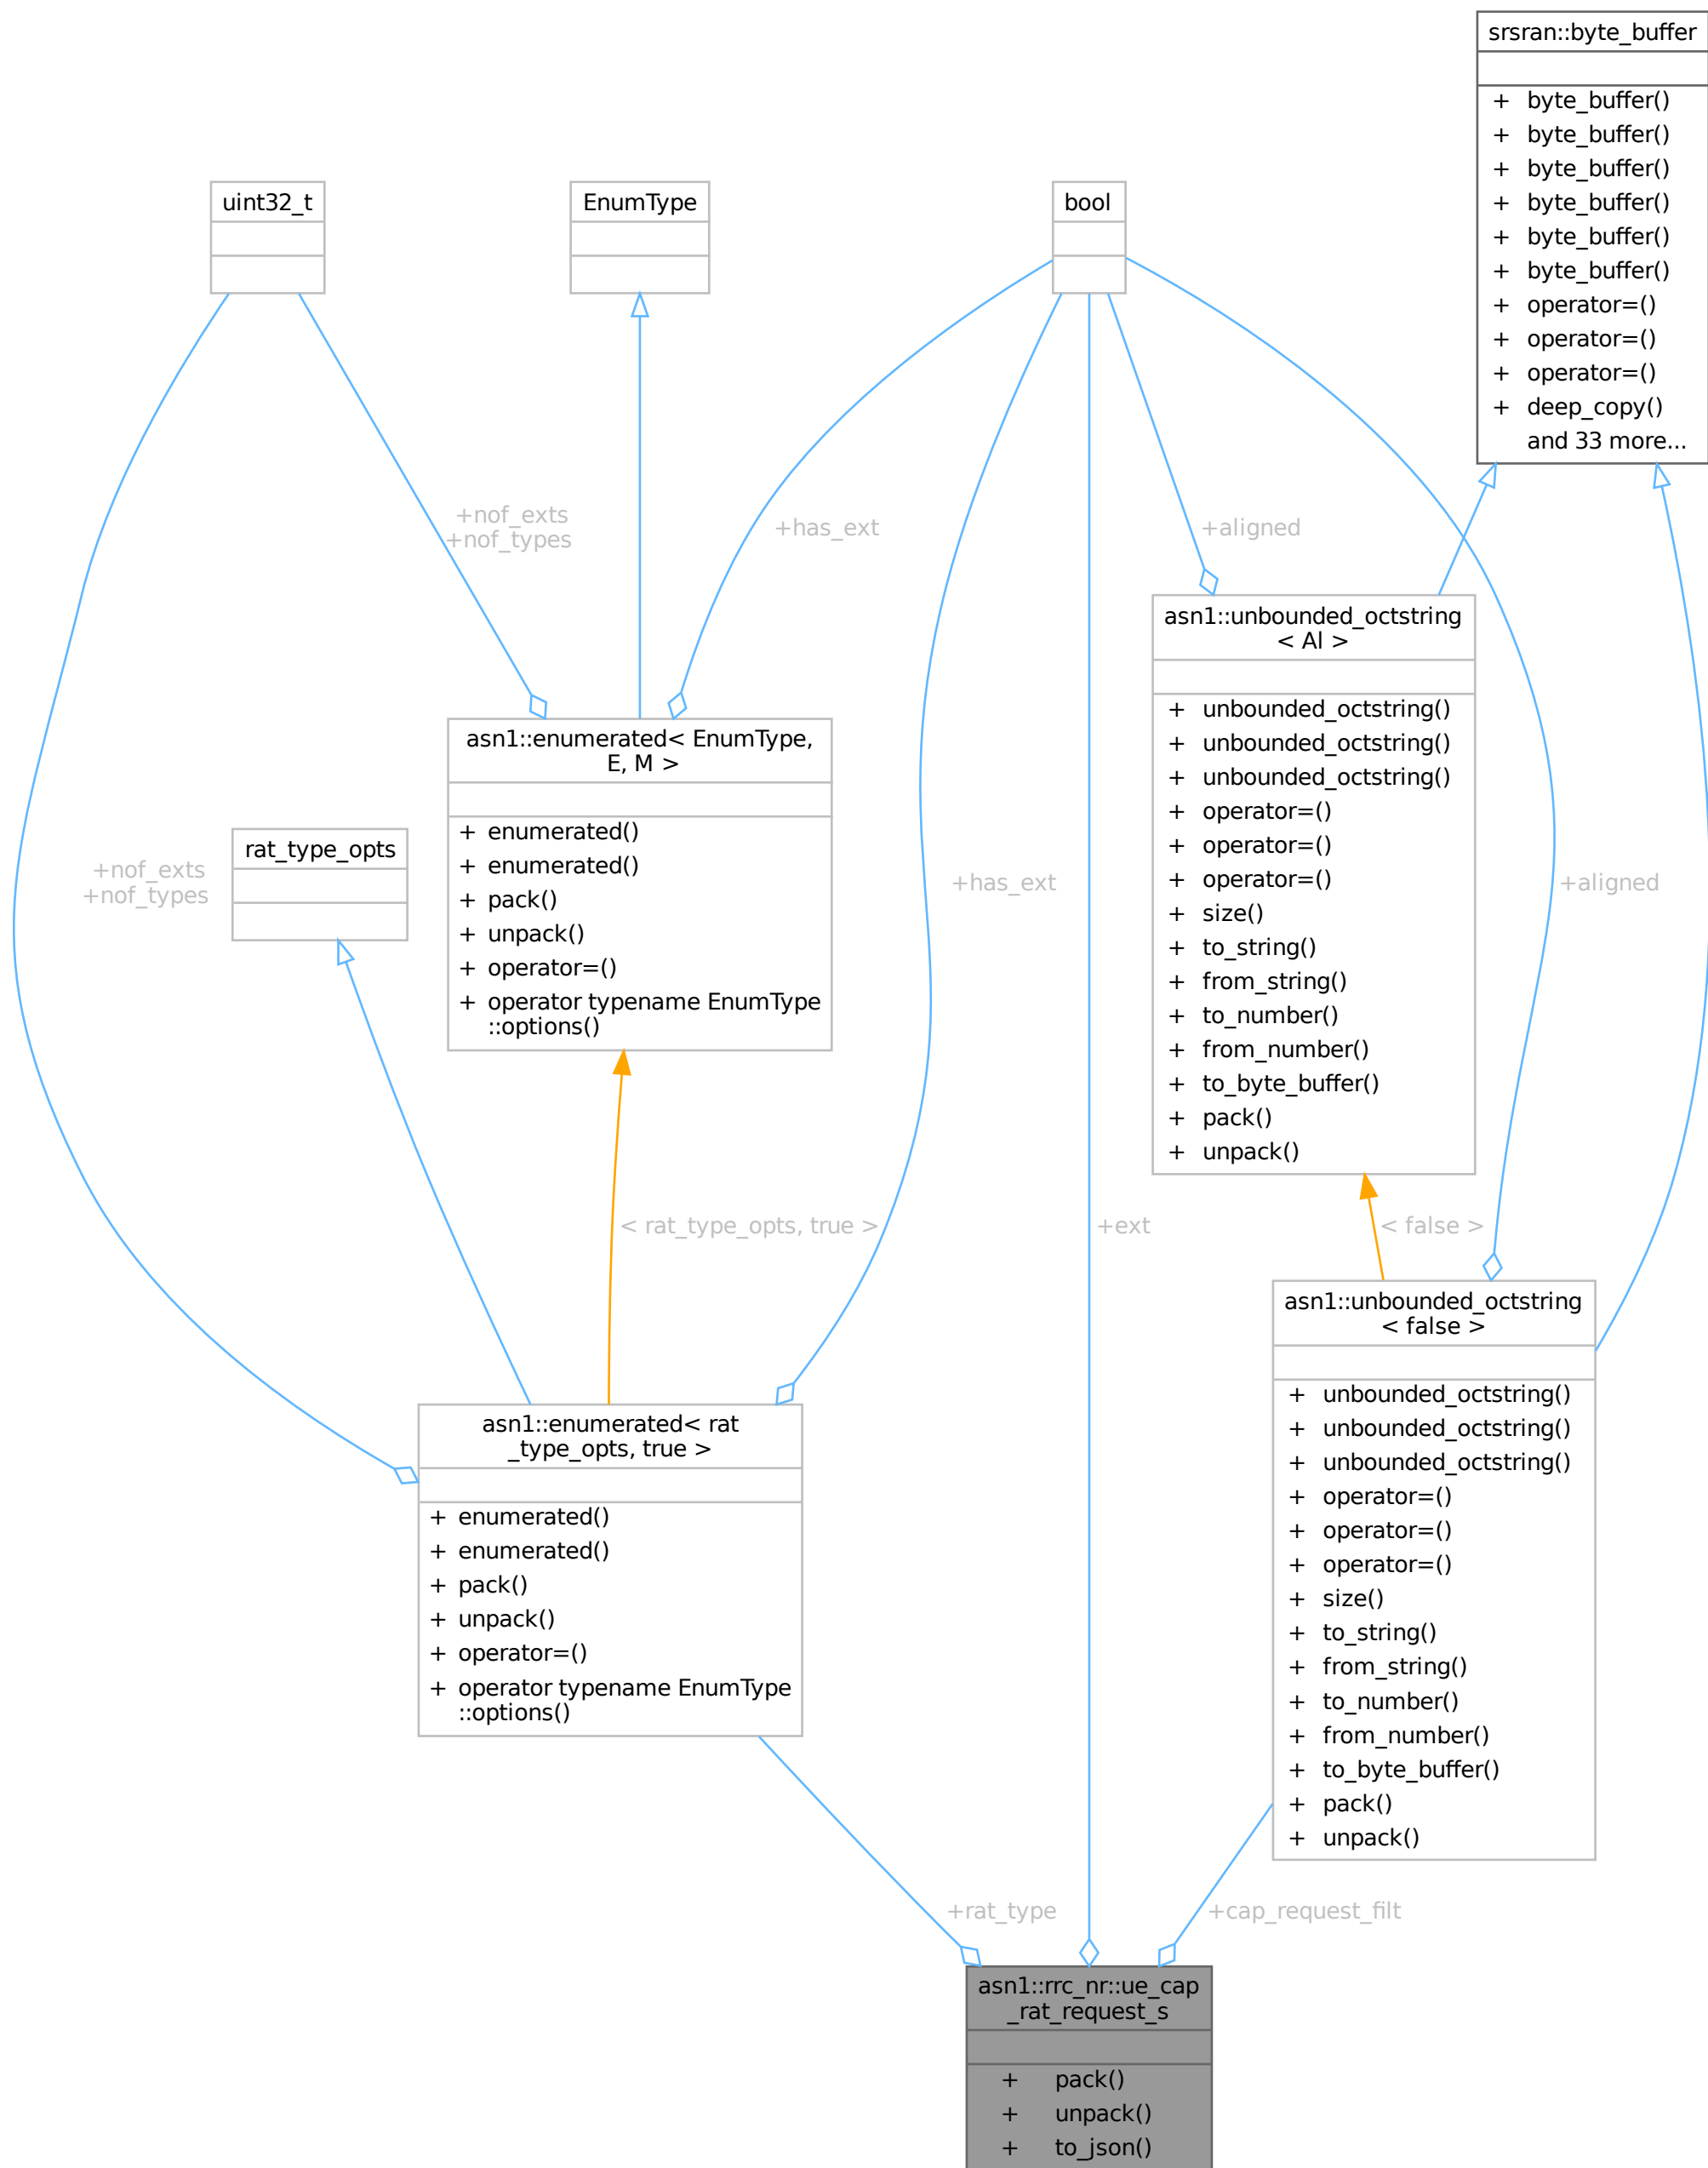 srsran::byte_buffer
+ byte_buffer()
+ byte_buffer()
+ byte_buffer()
+ byte_buffer()
+ byte_buffer()
+ byte_buffer()
+ operator=()
+ operator=()
+ operator=()
+ deep_copy()
and 33 more...
uint32_t
EnumType
bool
+nof_exts
+nof_types
+has_ext
+aligned
asn1::unbounded_octstring
< Al >
+ unbounded_octstring()
+ unbounded_octstring()
+ unbounded_octstring()
+ operator=()
+ operator=()
+ operator=()
+ size()
+ to_string()
+ from_string()
+ to_number()
+ from_number()
+ to_byte_buffer()
+ pack()
+ unpack()
asn1::enumerated< EnumType,
E, M >
+ enumerated()
+ enumerated()
+ pack()
+ unpack()
+ operator=()
+ operator typename EnumType
::options()
rat_type_opts
+nof_exts
+nof_types
+has_ext
+aligned
< rat_type_opts, true >
+ext
< false >
asn1::unbounded_octstring
< false >
+ unbounded_octstring()
+ unbounded_octstring()
+ unbounded_octstring()
+ operator=()
+ operator=()
+ operator=()
+ size()
+ to_string()
+ from_string()
+ to_number()
+ from_number()
+ to_byte_buffer()
+ pack()
+ unpack()
asn1::enumerated< rat
_type_opts, true >
+ enumerated()
+ enumerated()
+ pack()
+ unpack()
+ operator=()
+ operator typename EnumType
::options()
+rat_type
+cap_request_filt
asn1::rrc_nr::ue_cap
_rat_request_s
+ pack()
+ unpack()
+ to_json()